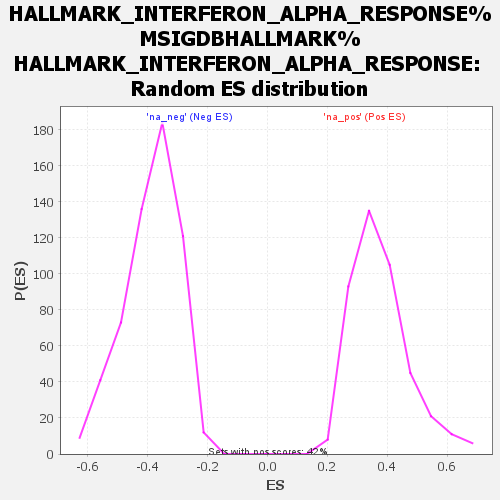 HALLMARK_INTERFERON_ALPHA_RESPONSE%
MSIGDBHALLMARK%
HALLMARK_INTERFERON_ALPHA_RESPONSE:
Random ES distribution
'na_neg' (Neg ES) 'na_pos' (Pos ES)
180
160
140
120
100
80
60
40
20
0
P(ES)
Sets with pos scores: 42%
-0.6 -0.4 -0.2 0.0 0.2 0.4 0.6
ES